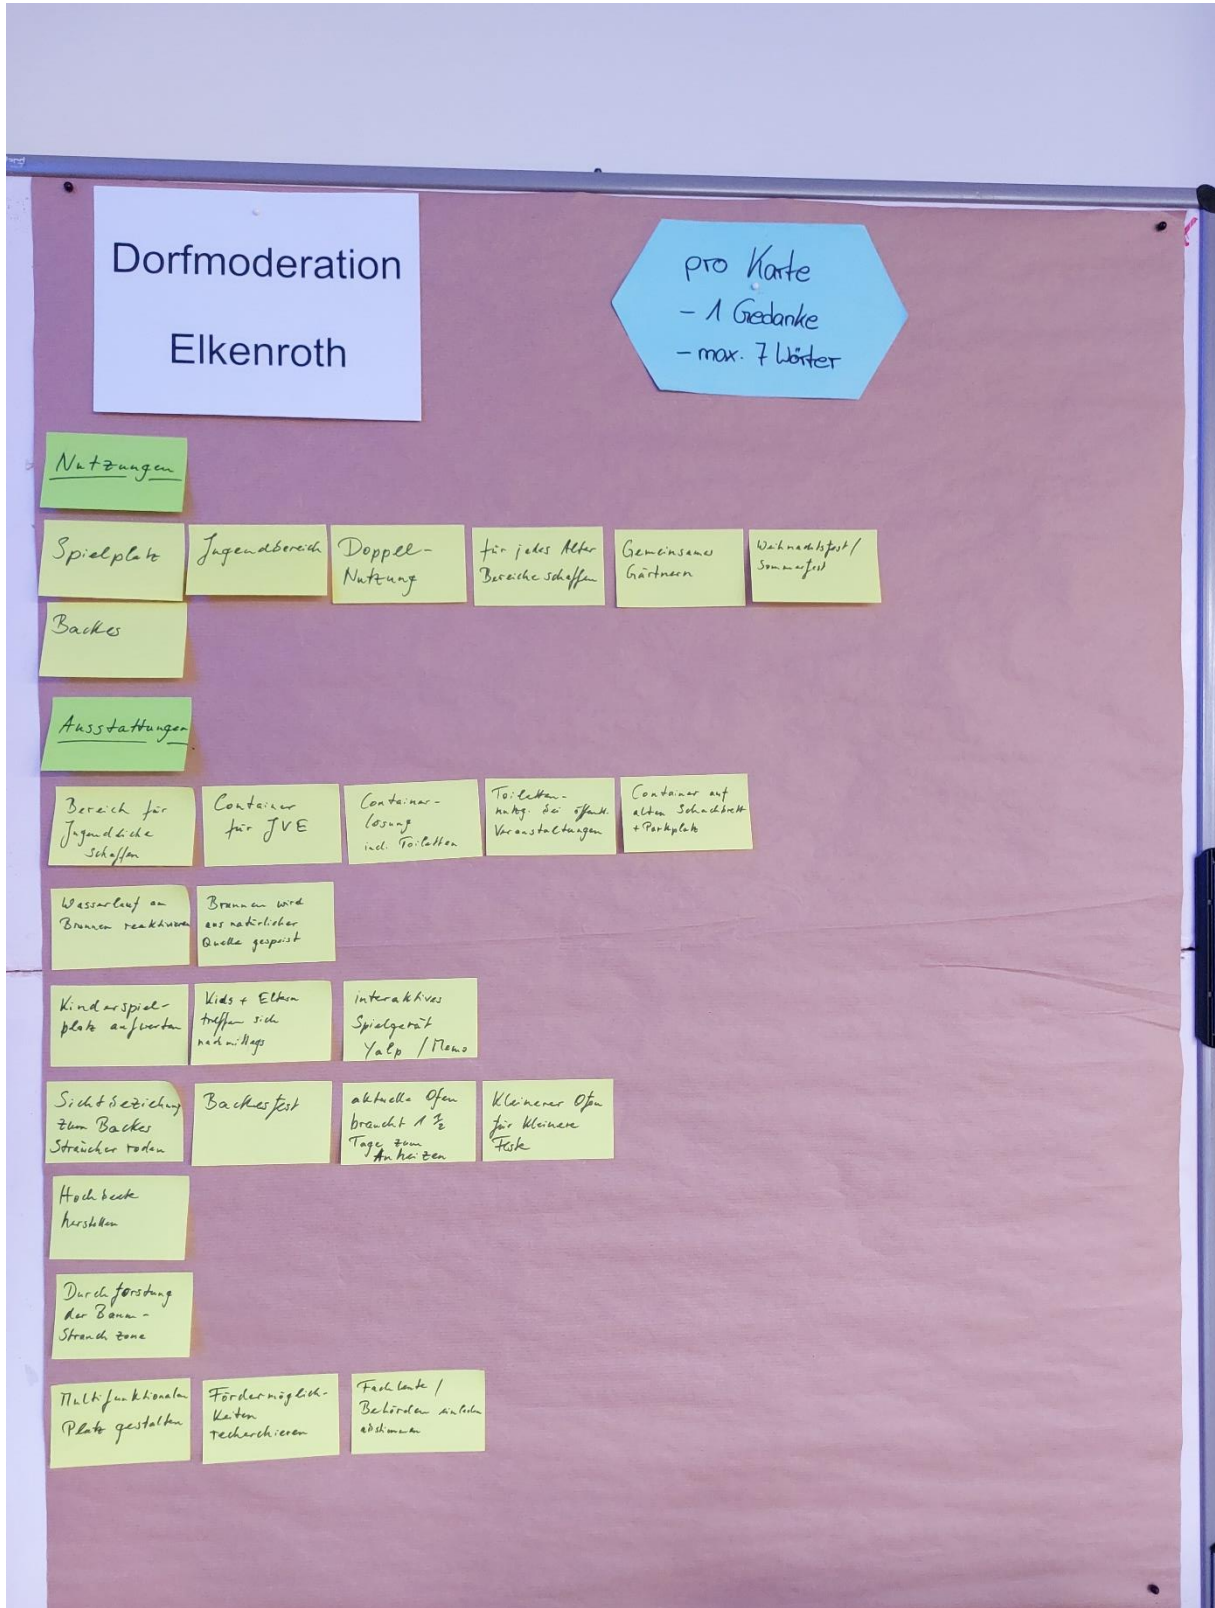 Dorfmoderation
Elkenroth
pro Karte
- 1 Gedanke
- max. 7 Wörter
Nutzungen
Spielplatz
Jugendbereich
Doppel-
Nutzung
für jedes Alter
Bereiche schaffen
Gemeinsames
Gärtnern
Weihnachtsfest/
Sommerfest
Backes
Ausstattungen
Bereich für
Jugendliche
schaffen
Container
für JVE
Container-
lösung
incl. Toiletten
Toiletten-
nutzg. bei öffentl.
Veranstaltungen
Container auf
altem Schachbrett
+ Parkplatz
Wasserlauf am
Brunnen reaktivieren
Brunnen wird
aus natürlicher
Quelle gespeist
Kinderspiel-
platz aufwerten
Kids + Eltern
treffen sich
nachmittags
interaktives
Spielgerät
Yalp / Memo
Sichtbeziehung
zum Backes
Sträucher roden
Backesfest
aktuelle Ofen
braucht 1 1/2
Tage zum
Anheizen
Kleinerer Ofen
für kleinere
Feste
Hochbeete
herstellen
Durchforstung
der Baum-
Strauch zone
Multifunktionalen
Platz gestalten
Fördermöglich-
keiten
recherchieren
Fachleute /
Behörden einladen
abstimmen